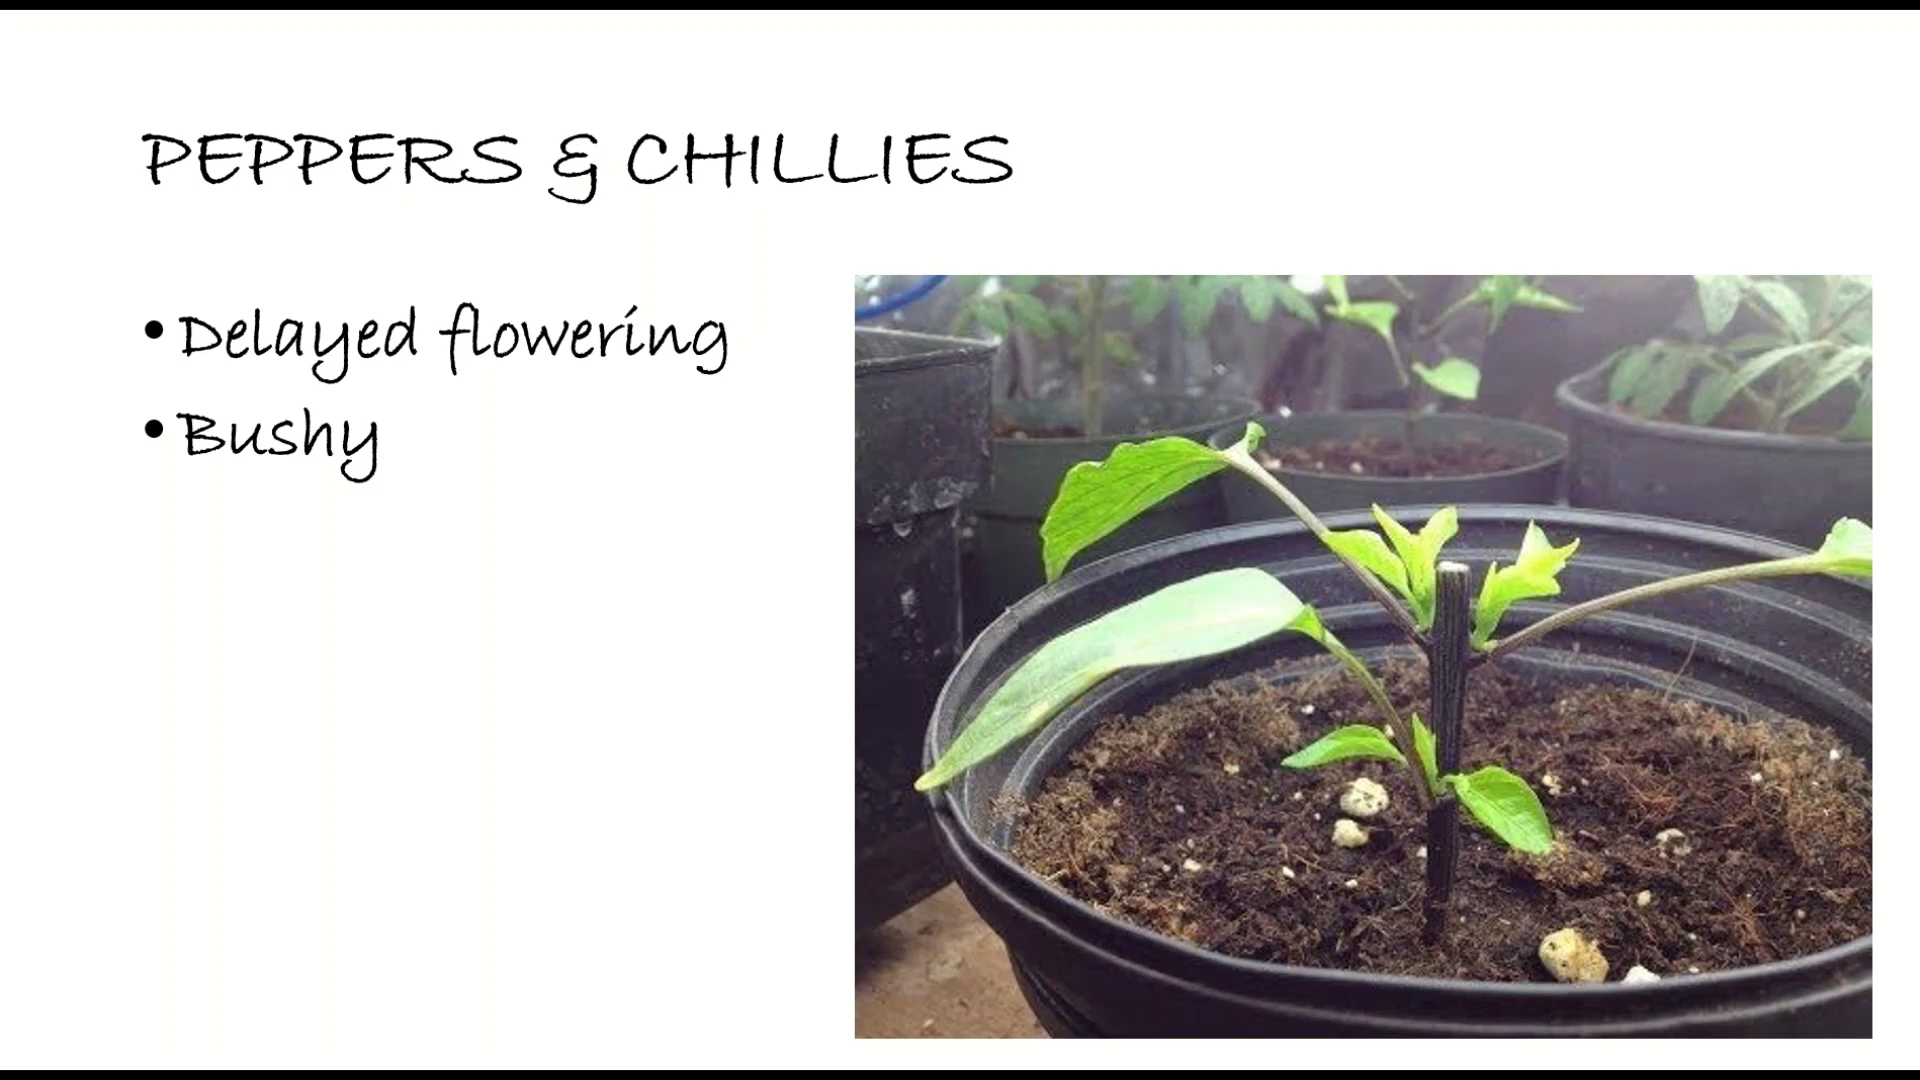 PEPPERS & CHILLIES
• Delayed flowering
• Bushy